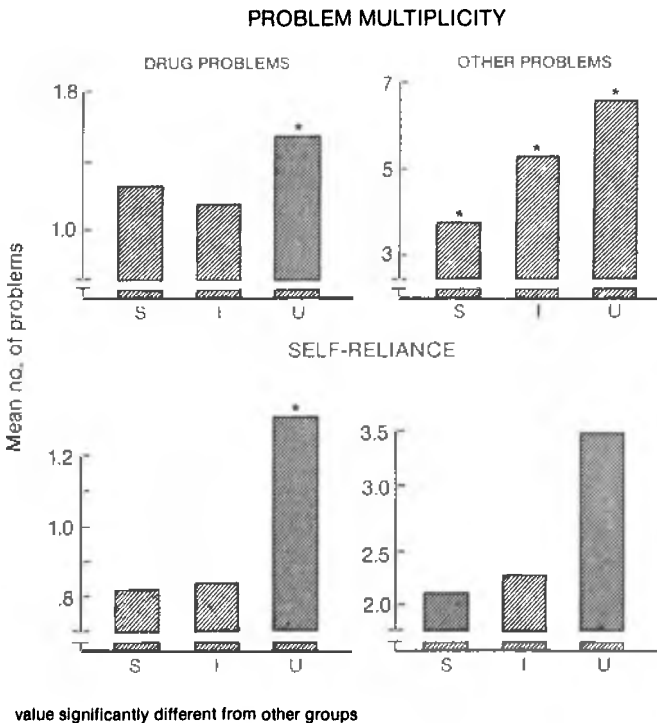 PROBLEM MULTIPLICITY
DRUG PROBLEMS
OTHER PROBLEMS
1.8
1.0
*
S I U
7
5
3
* * *
S I U
Mean no. of problems
SELF-RELIANCE
1.2
1.0
.8
*
S I U
3.5
3.0
2.5
2.0
S I U
value significantly different from other groups